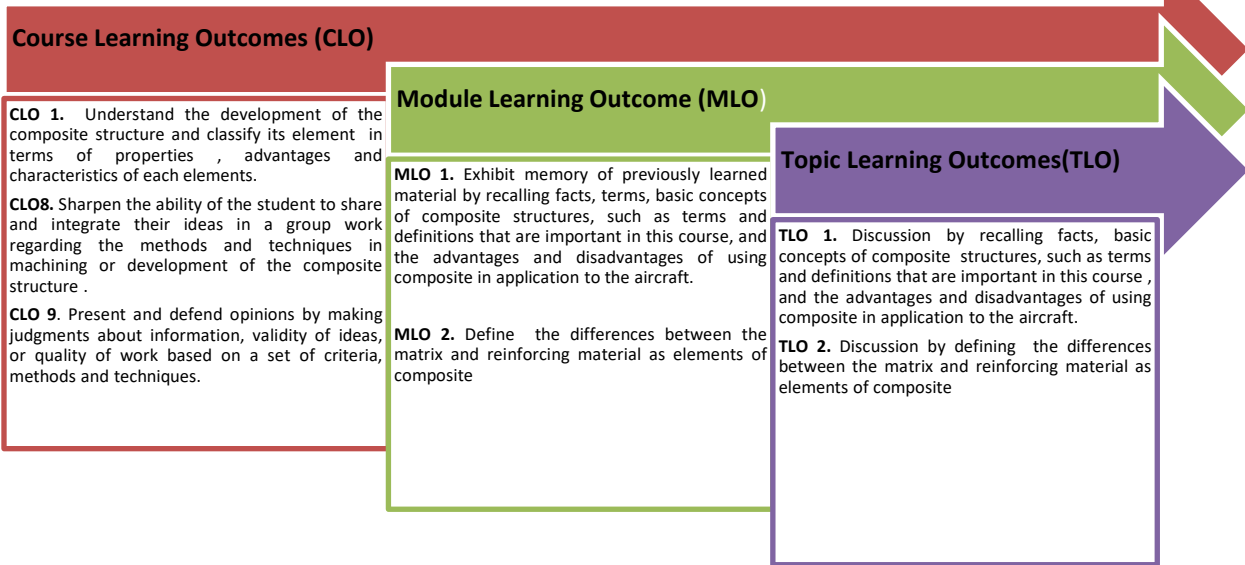 Course Learning Outcomes (CLO)
CLO 1. Understand the development of the
composite structure and classify its element in
terms of properties , advantages and
characteristics of each elements.
CLO8. Sharpen the ability of the student to share
and integrate their ideas in a group work
regarding the methods and techniques in
machining or development of the composite
structure .
CLO 9. Present and defend opinions by making
judgments about information, validity of ideas,
or quality of work based on a set of criteria,
methods and techniques.
Module Learning Outcome (MLO)
MLO 1. Exhibit memory of previously learned
material by recalling facts, terms, basic concepts
of composite structures, such as terms and
definitions that are important in this course, and
the advantages and disadvantages of using
composite in application to the aircraft.
MLO 2. Define the differences between the
matrix and reinforcing material as elements of
composite
Topic Learning Outcomes(TLO)
TLO 1. Discussion by recalling facts, basic
concepts of composite structures, such as terms
and definitions that are important in this course ,
and the advantages and disadvantages of using
composite in application to the aircraft.
TLO 2. Discussion by defining the differences
between the matrix and reinforcing material as
elements of composite